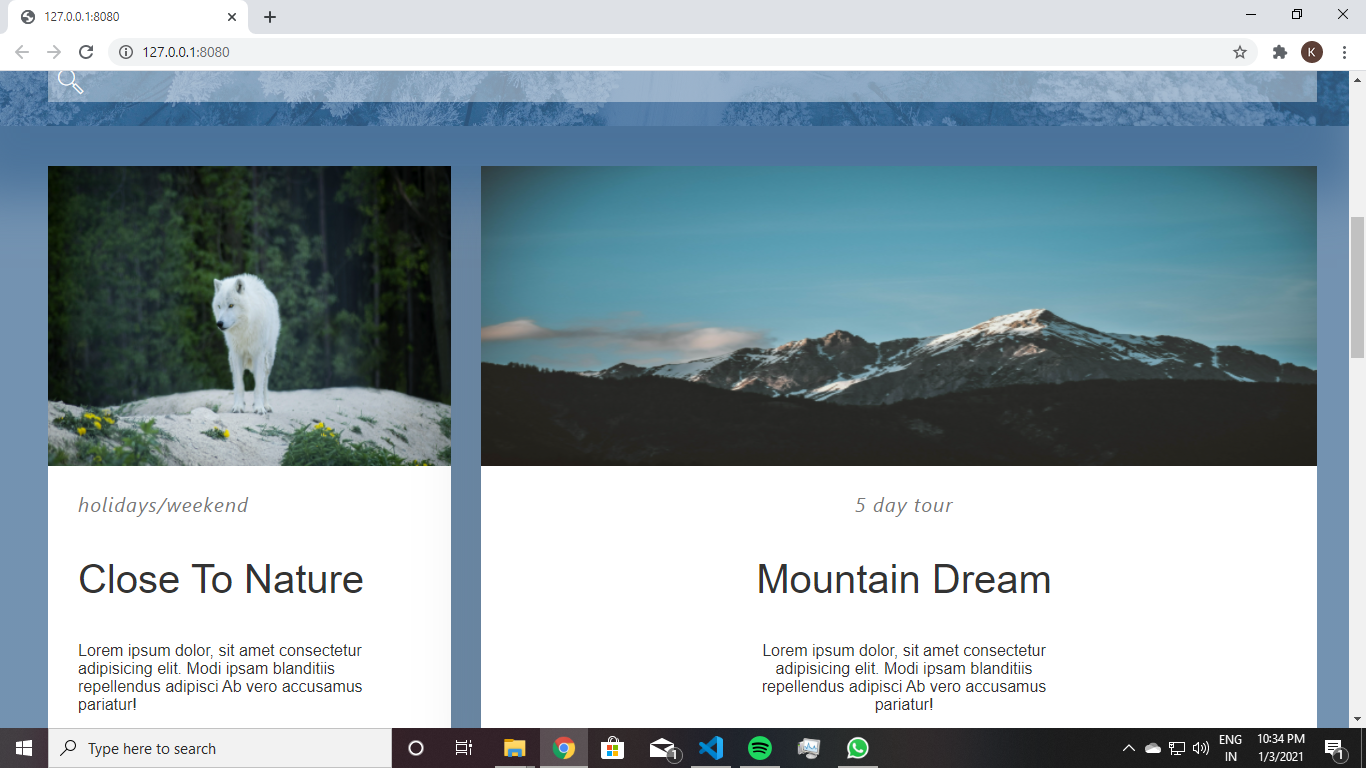 127.0.0.1:8080
127.0.0.1:8080
K
holidays/weekend
Close To Nature
Lorem ipsum dolor, sit amet consectetur
adipisicing elit. Modi ipsam blanditiis
repellendus adipisci Ab vero accusamus
pariatur!
5 day tour
Mountain Dream
Lorem ipsum dolor, sit amet consectetur
adipisicing elit. Modi ipsam blanditiis
repellendus adipisci Ab vero accusamus
pariatur!
Type here to search
1
ENG
IN
10:34 PM
1/3/2021
1